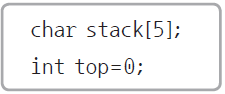 char stack[5];
int top=0;